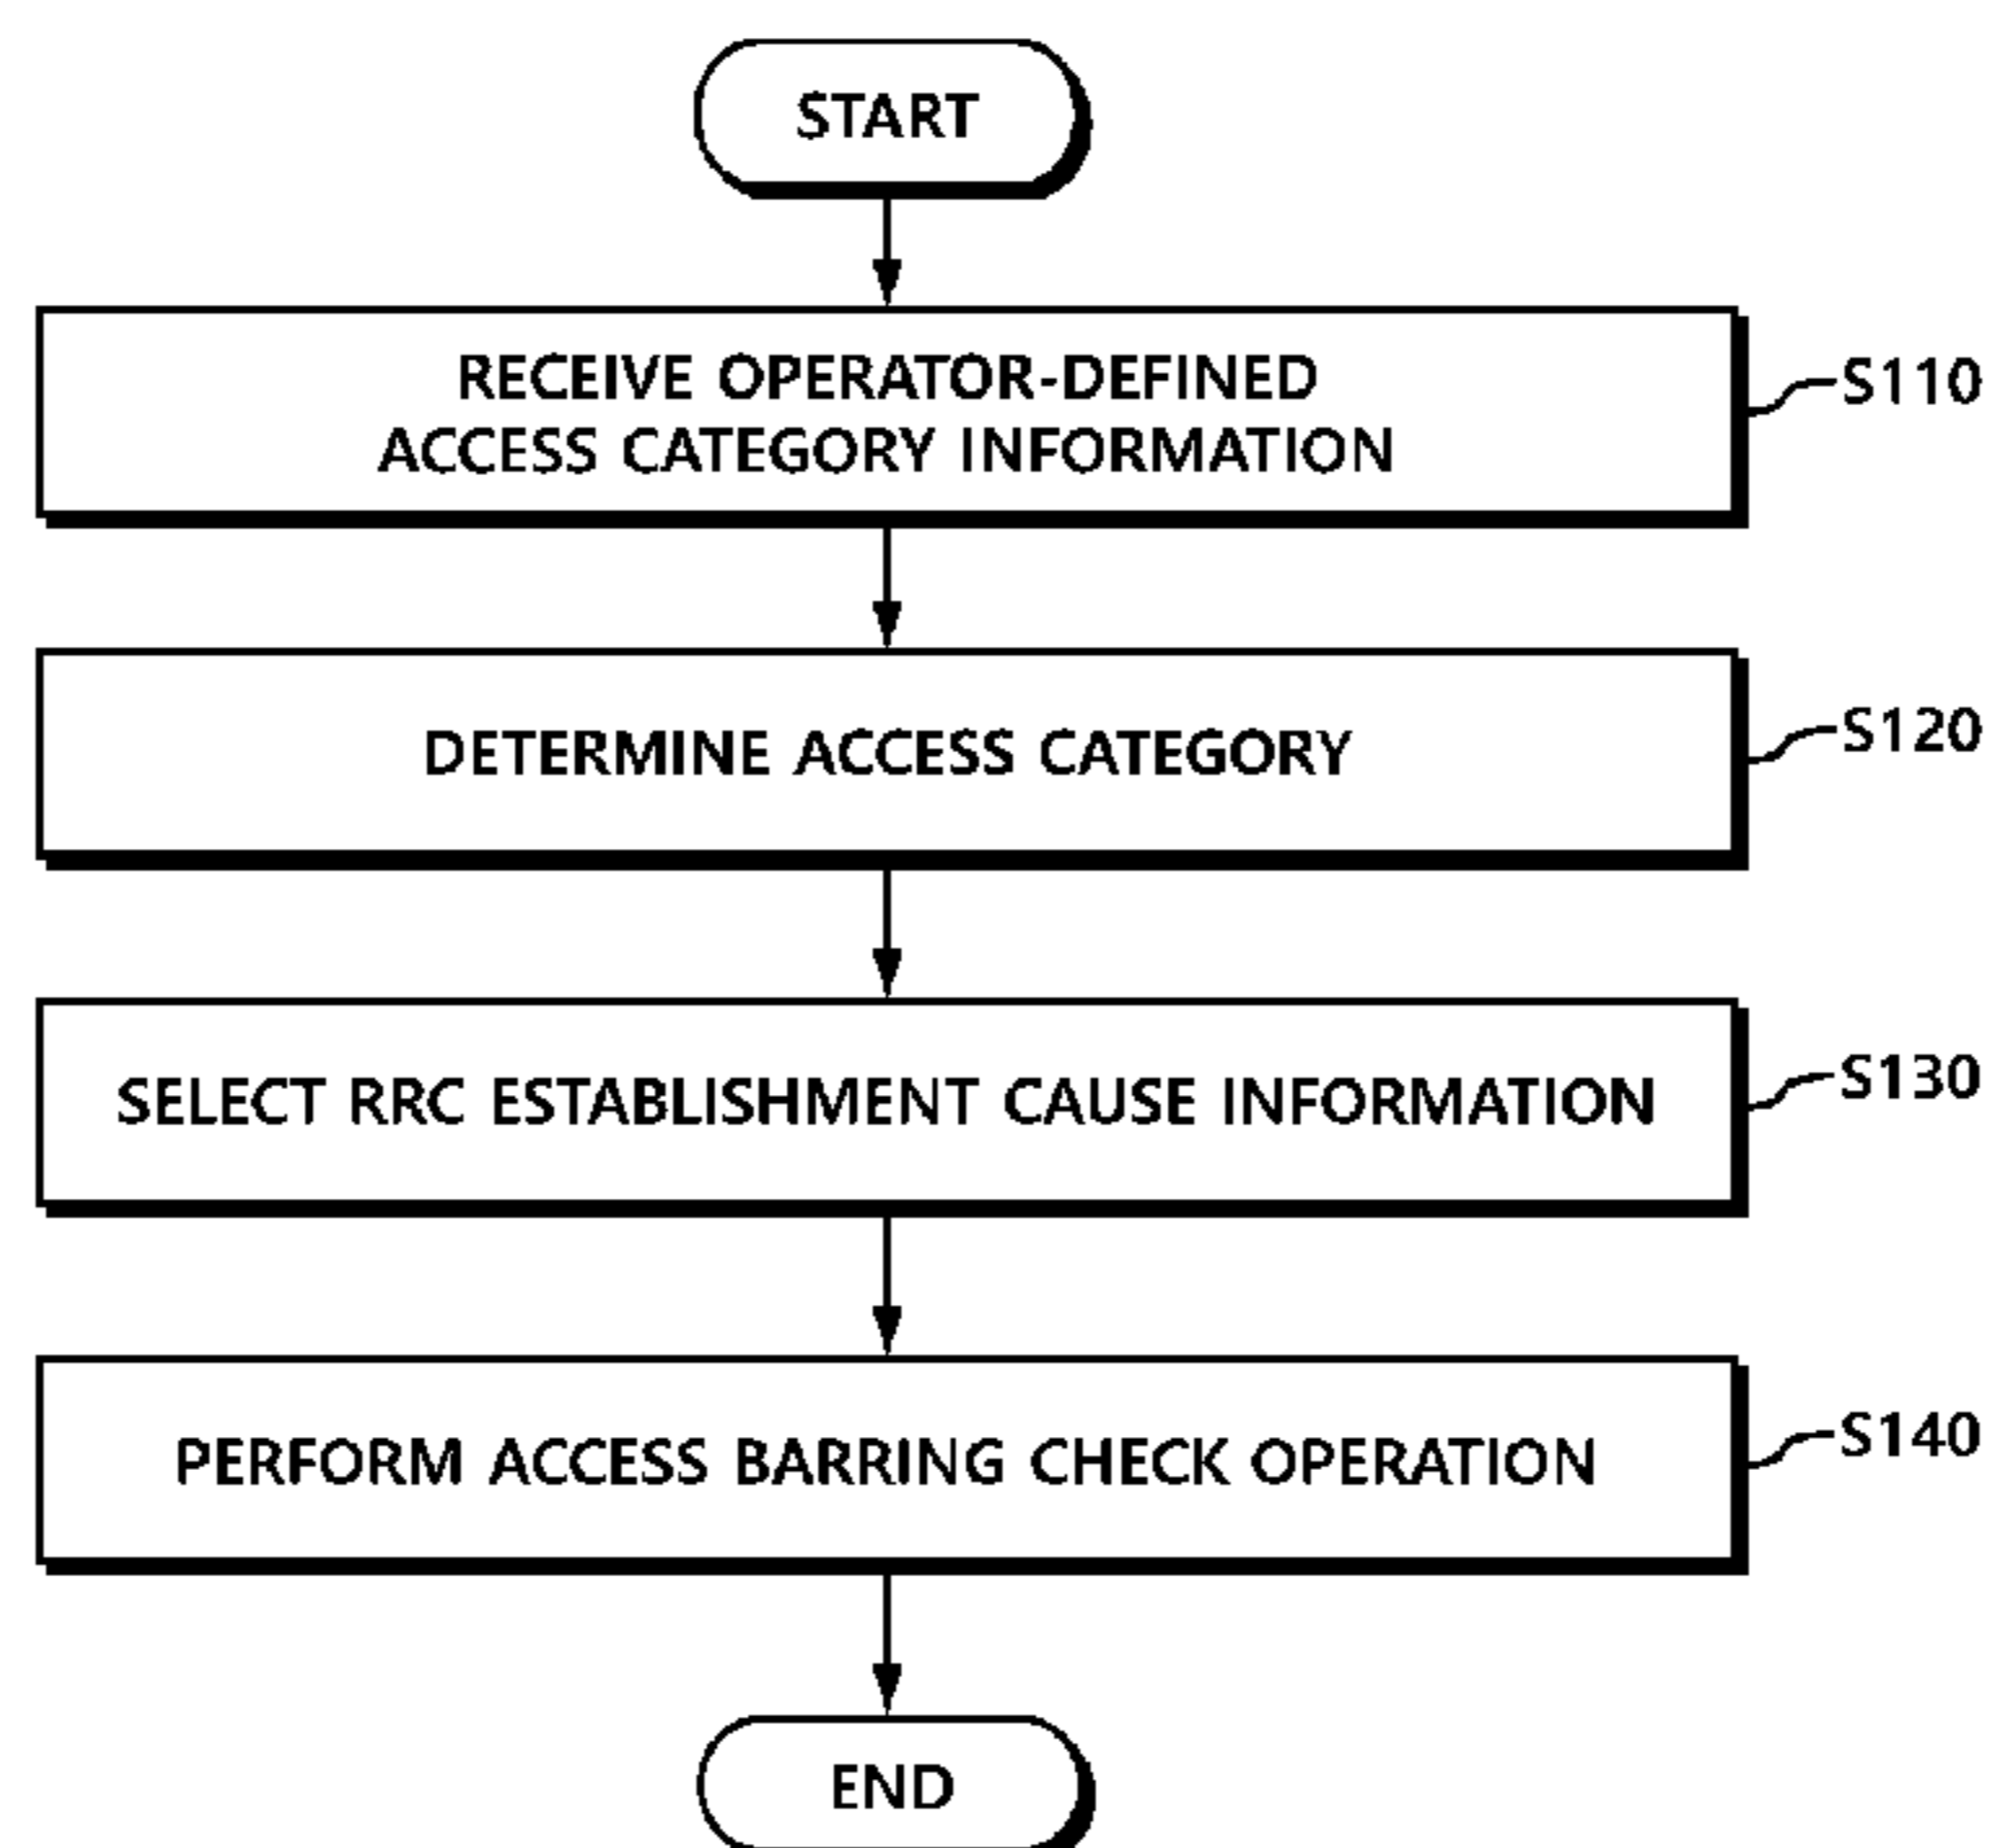 START
RECEIVE OPERATOR-DEFINED
ACCESS CATEGORY INFORMATION
S110
DETERMINE ACCESS CATEGORY
S120
SELECT RRC ESTABLISHMENT CAUSE INFORMATION
S130
PERFORM ACCESS BARRING CHECK OPERATION
S140
END